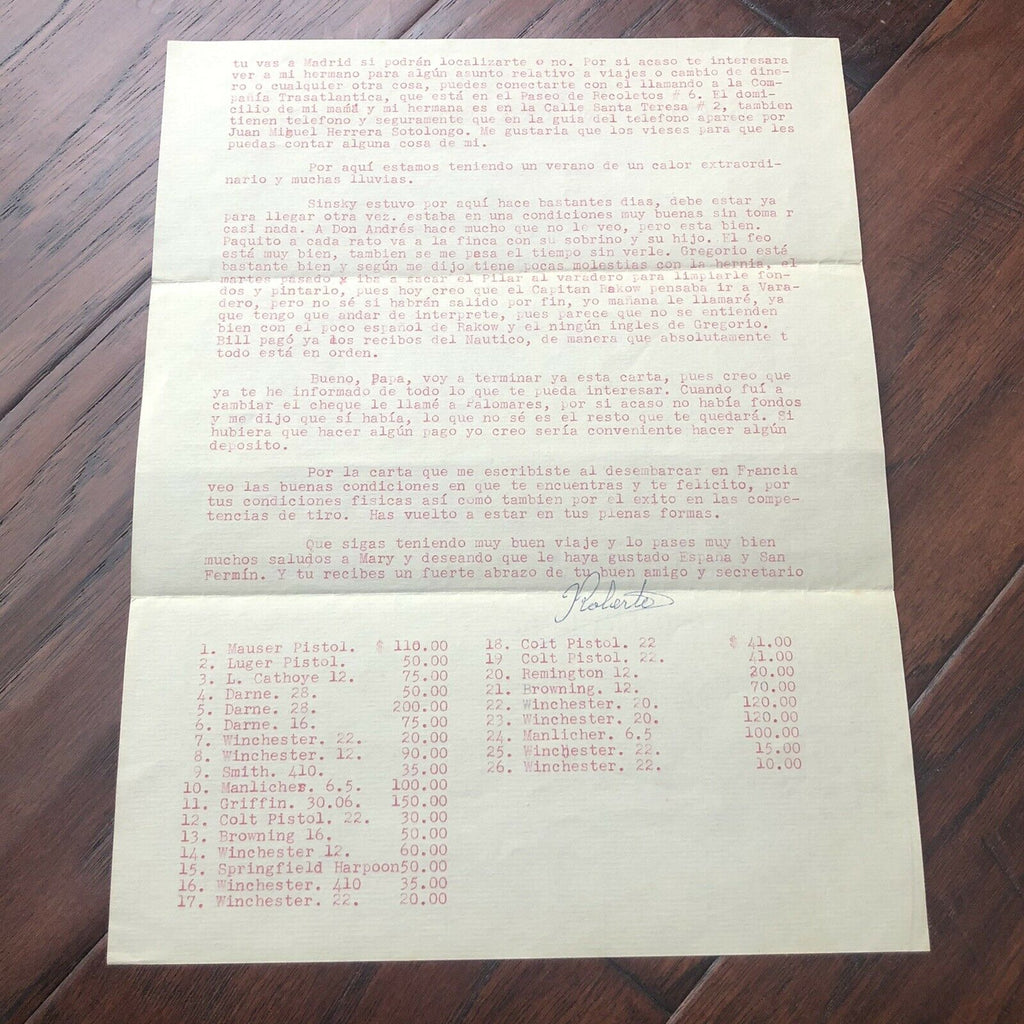 tu vas a Madrid si podrán localizarte o no. Por si acaso te interesara
ver a mi hermano para algún asunto relativo a viajes o cambio de dine-
ro o cualquier otra cosa, puedes conectarte con el llamando a la Com-
pañía Trasatlantica, que está en el Paseo de Recoletos # 6. El domi-
cilio de mi mamá y mi hermana es en la Calle Santa Teresa # 2, tambien
tienen telefono y seguramente que en la guia del telefono aparece por
Juan Miguel Herrera Sotolongo. Me gustaria que los vieses para que les
puedas contar alguna cosa de mi.
Por aquí estamos teniendo un verano de un calor extraordi-
nario y muchas lluvias.
Sinsky estuvo por aquí hace bastantes dias, debe estar ya
para llegar otra vez. estaba en una condiciones muy buenas sin toma r
casi nada. A Don Andrés hace mucho que no le veo, pero esta bien.
Paquito a cada rato va a la finca con su sobrino y su hijo. El feo
está muy bien, tambien se me pasa el tiempo sin verle. Gregorio está
bastante bien y según me dijo tiene pocas molestias con la hernia, el
martes pasado iba a sacar el Pilar al varadero para limpiarle fon-
dos y pintarlo, pues hoy creo que el Capitan Rakow pensaba ir a Vara-
dero, pero no sé si habrán salido por fin, yo mañana le llamaré, ya
que tengo que andar de interprete, pues parece que no se entienden
bien con el poco español de Rakow y el ningún ingles de Gregorio.
Bill pagó ya los recibos del Nautico, de manera que absolutamente t
todo está en orden.
Bueno, Papa, voy a terminar ya esta carta, pues creo que
ya te he informado de todo lo que te pueda interesar. Cuando fuí a
cambiar el cheque le llamé a Palomares, por si acaso no había fondos
y me dijo que sí había, lo que no sé es el resto que te quedará. Si
hubiera que hacer algún pago yo creo sería conveniente hacer algún
deposito.
Por la carta que me escribiste al desembarcar en Francia
veo las buenas condiciones en que te encuentras y te felicito, por
tus condiciones fisicas así como tambien por el exito en las compe-
tencias de tiro. Has vuelto a estar en tus plenas formas.
Que sigas teniendo muy buen viaje y lo pases muy bien
muchos saludos a Mary y deseando que le haya gustado España y San
Fermín. Y tu recibes un fuerte abrazo de tu buen amigo y secretario
Roberto
1. Mauser Pistol. $ 110.00
2. Luger Pistol. 50.00
3. L. Cathoye 12. 75.00
4. Darne. 28. 50.00
5. Darne. 28. 200.00
6. Darne. 16. 75.00
7. Winchester. 22. 20.00
8. Winchester. 12. 90.00
9. Smith. 410. 35.00
10. Manlicher. 6.5. 100.00
11. Griffin. 30.06. 150.00
12. Colt Pistol. 22. 30.00
13. Browning 16. 50.00
14. Winchester 12. 60.00
15. Springfield Harpoon50.00
16. Winchester. 410 35.00
17. Winchester. 22. 20.00
18. Colt Pistol. 22 $ 41.00
19 Colt Pistol. 22. 41.00
20. Remington 12. 20.00
21. Browning. 12. 70.00
22. Winchester. 20. 120.00
23. Winchester. 20. 120.00
24. Manlicher. 6.5 100.00
25. Winchester. 22. 15.00
26. Winchester. 22. 10.00